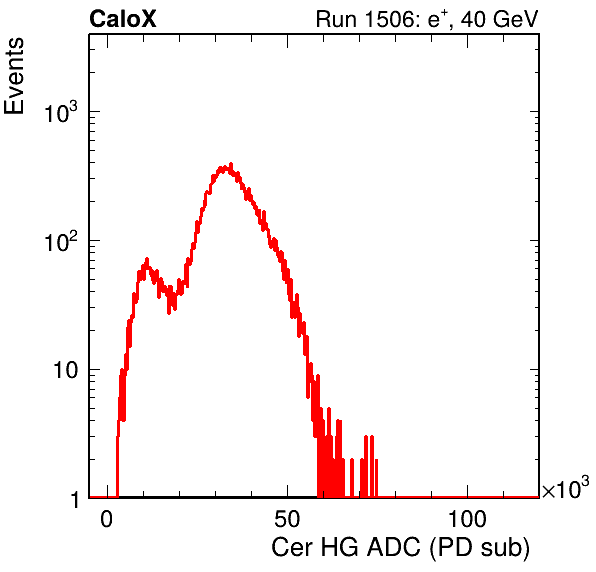 CaloX Run 1506: e⁺, 40 GeV
Events
10³
10²
10
1
0 50 100 ×10³
Cer HG ADC (PD sub)